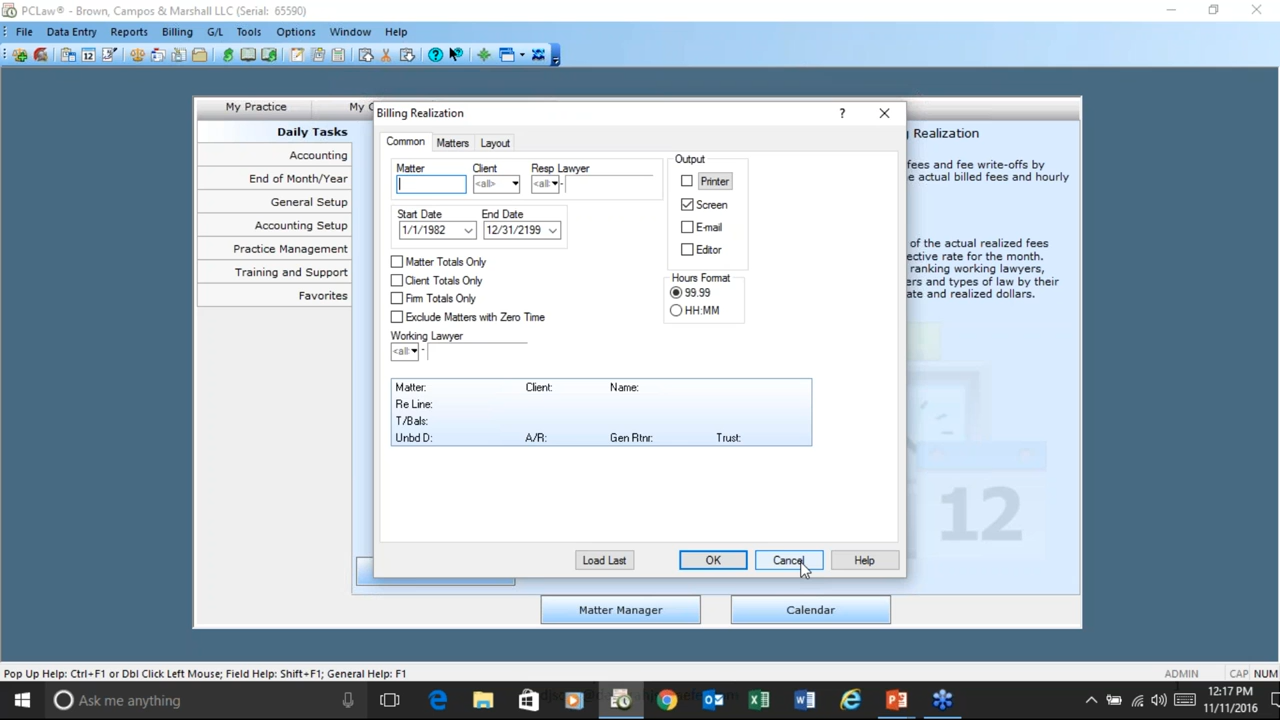 PCLaw® - Brown, Campos & Marshall LLC (Serial: 65590)
File Data Entry Reports Billing G/L Tools Options Window Help
12
My Practice
Daily Tasks
Accounting
End of Month/Year
General Setup
Accounting Setup
Practice Management
Training and Support
Favorites
Billing Realization
Common Matters Layout
Matter Client Resp Lawyer
<all> <all -
Start Date End Date
1/1/1982 12/31/2199
Matter Totals Only
Client Totals Only
Firm Totals Only
Exclude Matters with Zero Time
Working Lawyer
<all -
Output
Printer
Screen
E-mail
Editor
Hours Format
99.99
HH:MM
Matter: Client: Name:
Re Line:
T/Bals:
Unbd D: A/R: Gen Rtnr: Trust:
Load Last OK Cancel Help
Realization
fees and fee write-offs by
actual billed fees and hourly
of the actual realized fees
rate for the month.
ranking working lawyers,
and types of law by their
and realized dollars.
12
Matter Manager Calendar
Pop Up Help: Ctrl+F1 or Dbl Click Left Mouse; Field Help: Shift+F1; General Help: F1
ADMIN CAP NUM
Ask me anything
12:17 PM
11/11/2016